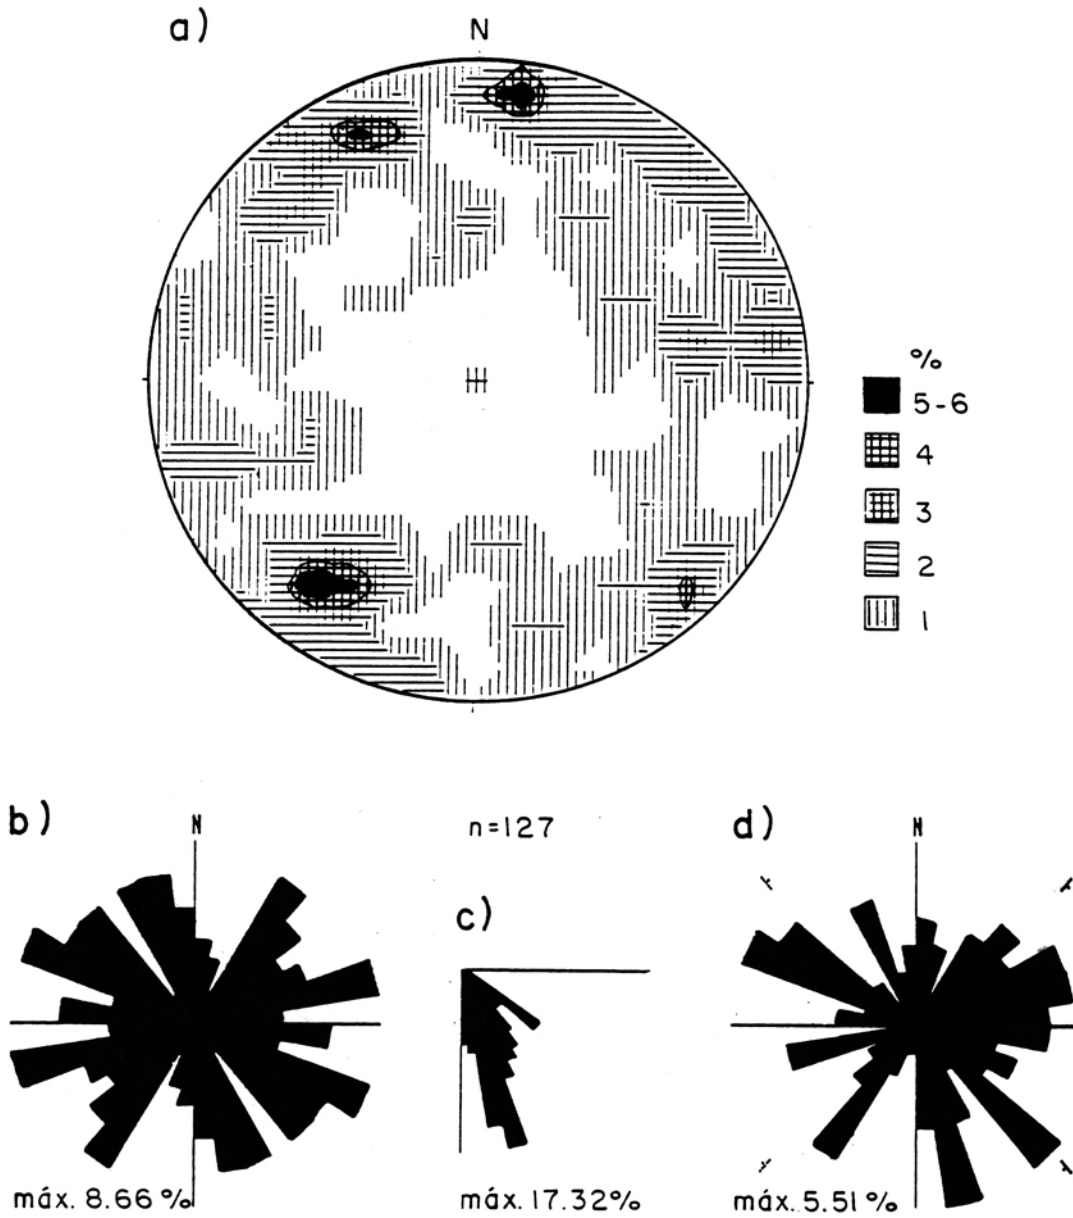 a)
N
%
5-6
4
3
2
1
b)
N
n=127
c)
d)
N
máx. 8.66%
máx. 17.32%
máx. 5.51%